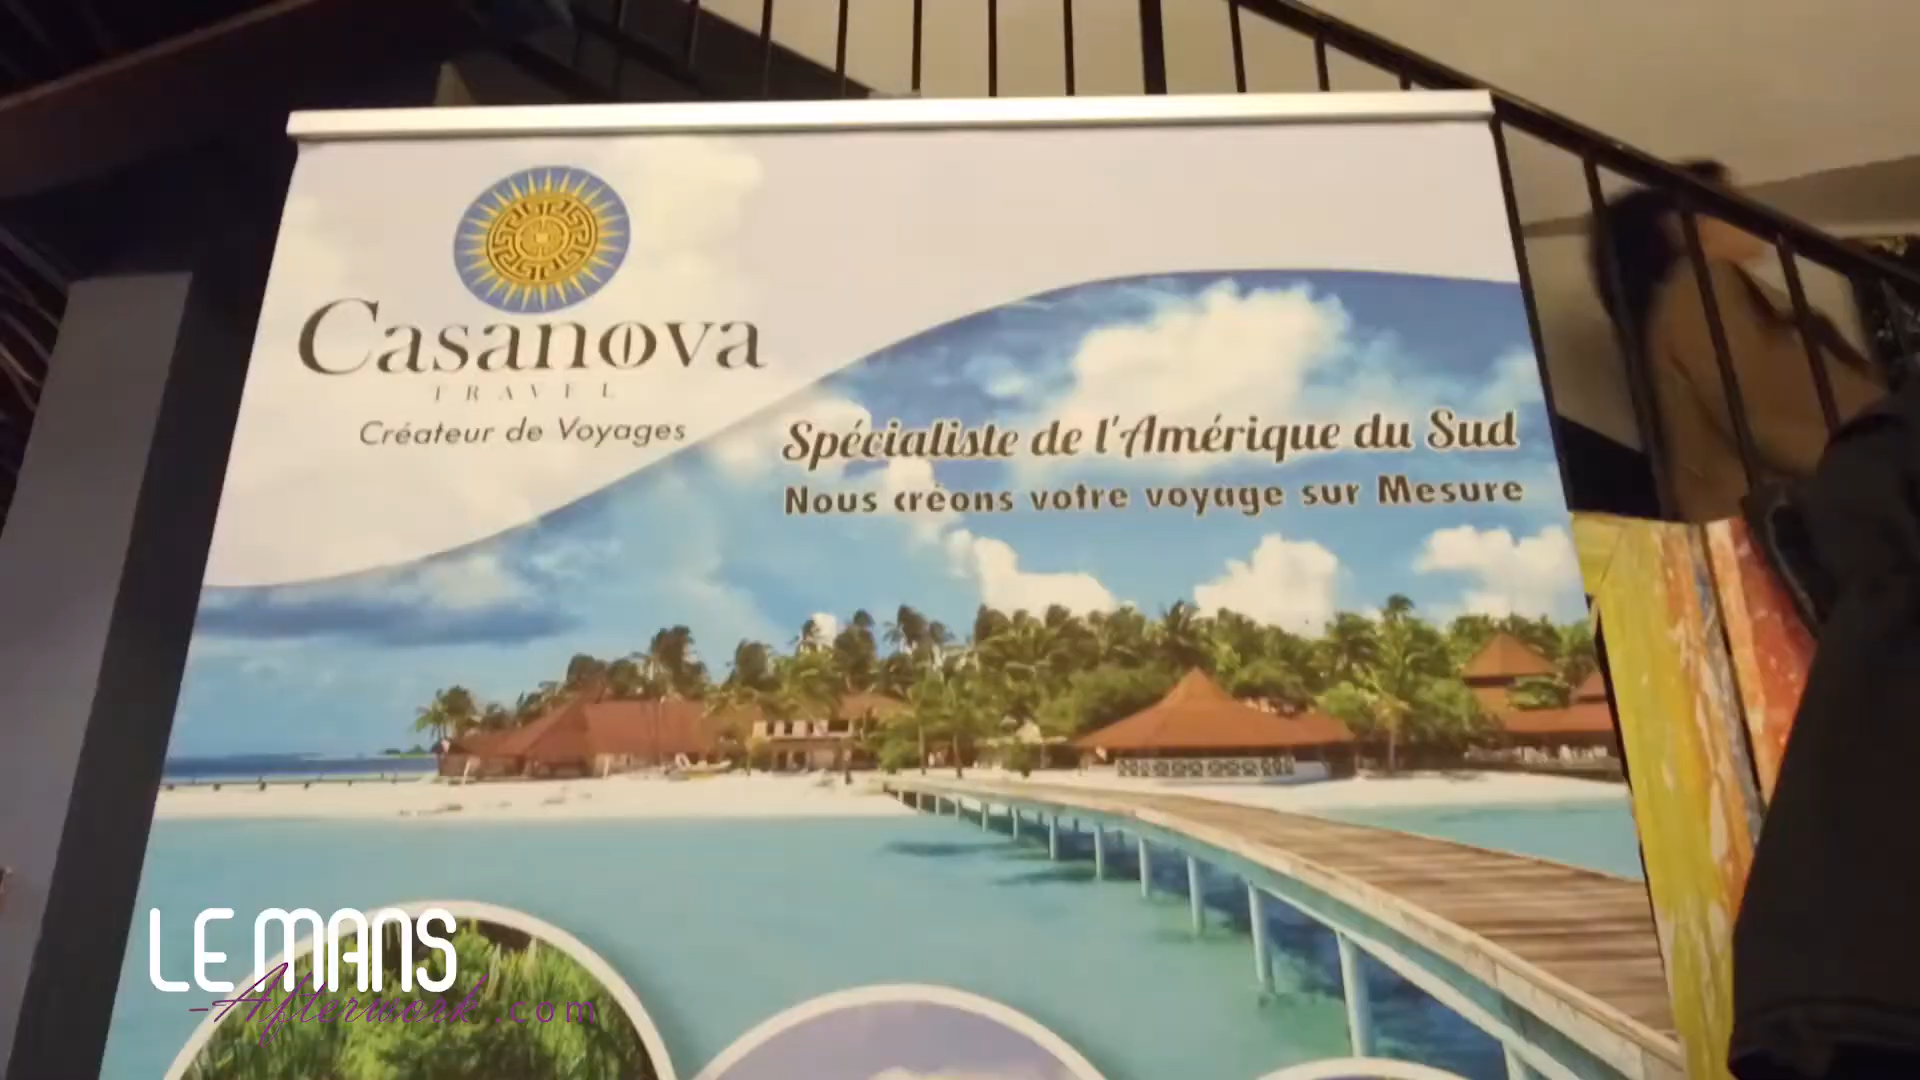 Casanova
TRAVEL
Créateur de Voyages
Spécialiste de l'Amérique du Sud
Nous créons votre voyage sur Mesure
LE MANS
-Afterwork.com